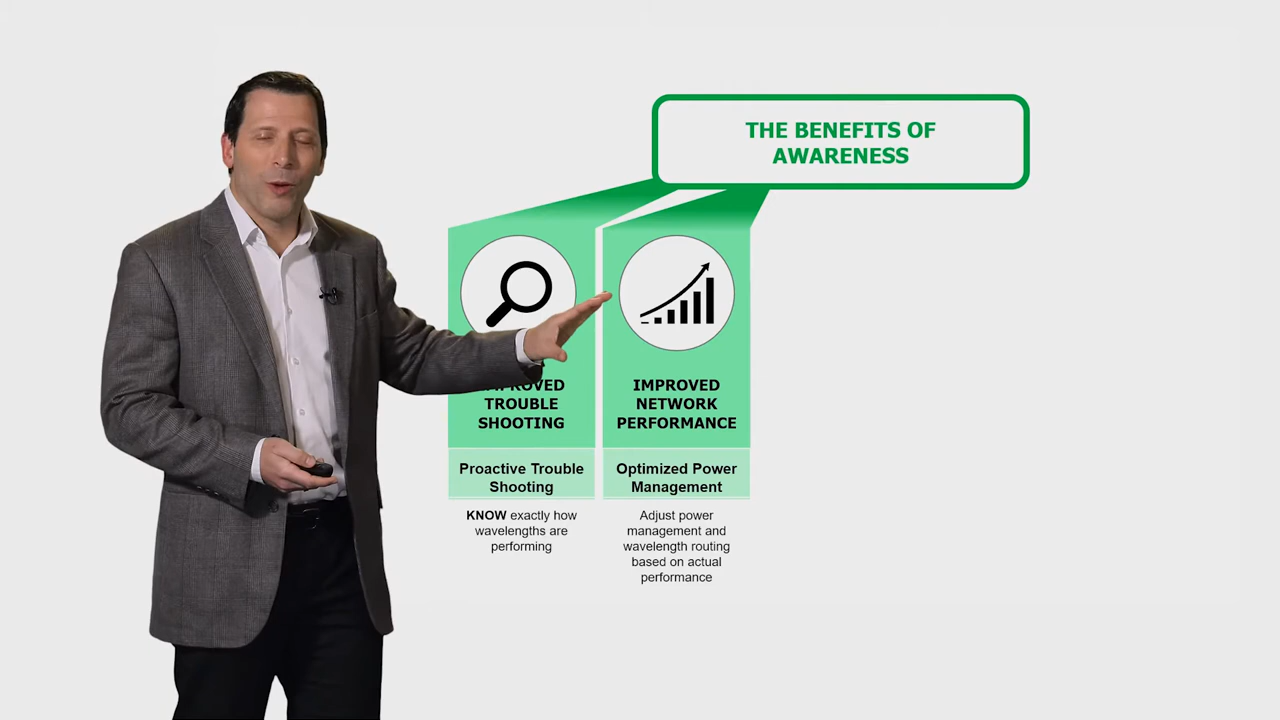 THE BENEFITS OF
AWARENESS
IMPROVED
TROUBLE
SHOOTING
IMPROVED
NETWORK
PERFORMANCE
Proactive Trouble
Shooting
Optimized Power
Management
KNOW exactly how
wavelengths are
performing
Adjust power
management and
wavelength routing
based on actual
performance